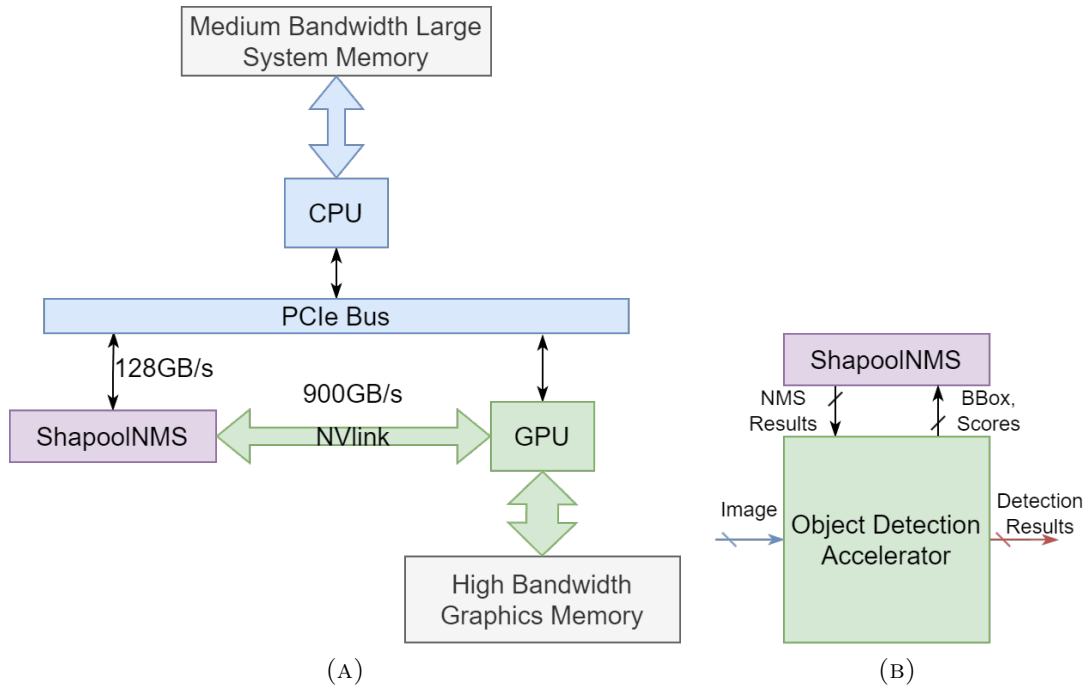 Medium Bandwidth Large
System Memory
CPU
PCIe Bus
128GB/s
900GB/s
ShapoolNMS
NVlink
GPU
High Bandwidth
Graphics Memory
(A)
ShapoolNMS
NMS
Results
BBox,
Scores
Image
Object Detection
Accelerator
Detection
Results
(B)